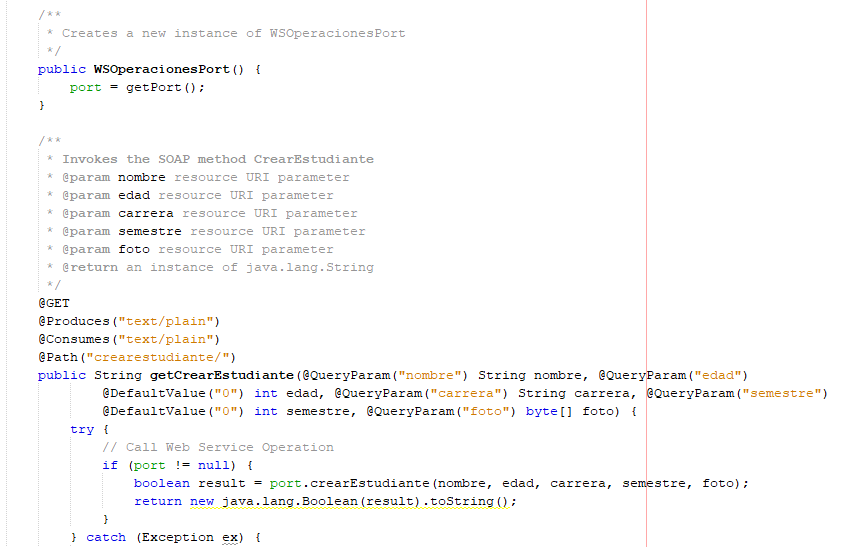 /**
 * Creates a new instance of WSOperacionesPort
 */
public WSOperacionesPort() {
    port = getPort();
}
/**
 * Invokes the SOAP method CrearEstudiante
 * @param nombre resource URI parameter
 * @param edad resource URI parameter
 * @param carrera resource URI parameter
 * @param semestre resource URI parameter
 * @param foto resource URI parameter
 * @return an instance of java.lang.String
 */
@GET
@Produces("text/plain")
@Consumes("text/plain")
@Path("crearestudiante/")
public String getCrearEstudiante(@QueryParam("nombre") String nombre, @QueryParam("edad")
        @DefaultValue("0") int edad, @QueryParam("carrera") String carrera, @QueryParam("semestre")
        @DefaultValue("0") int semestre, @QueryParam("foto") byte[] foto) {
    try {
        // Call Web Service Operation
        if (port != null) {
            boolean result = port.crearEstudiante(nombre, edad, carrera, semestre, foto);
            return new java.lang.Boolean(result).toString();
        }
    } catch (Exception ex) {